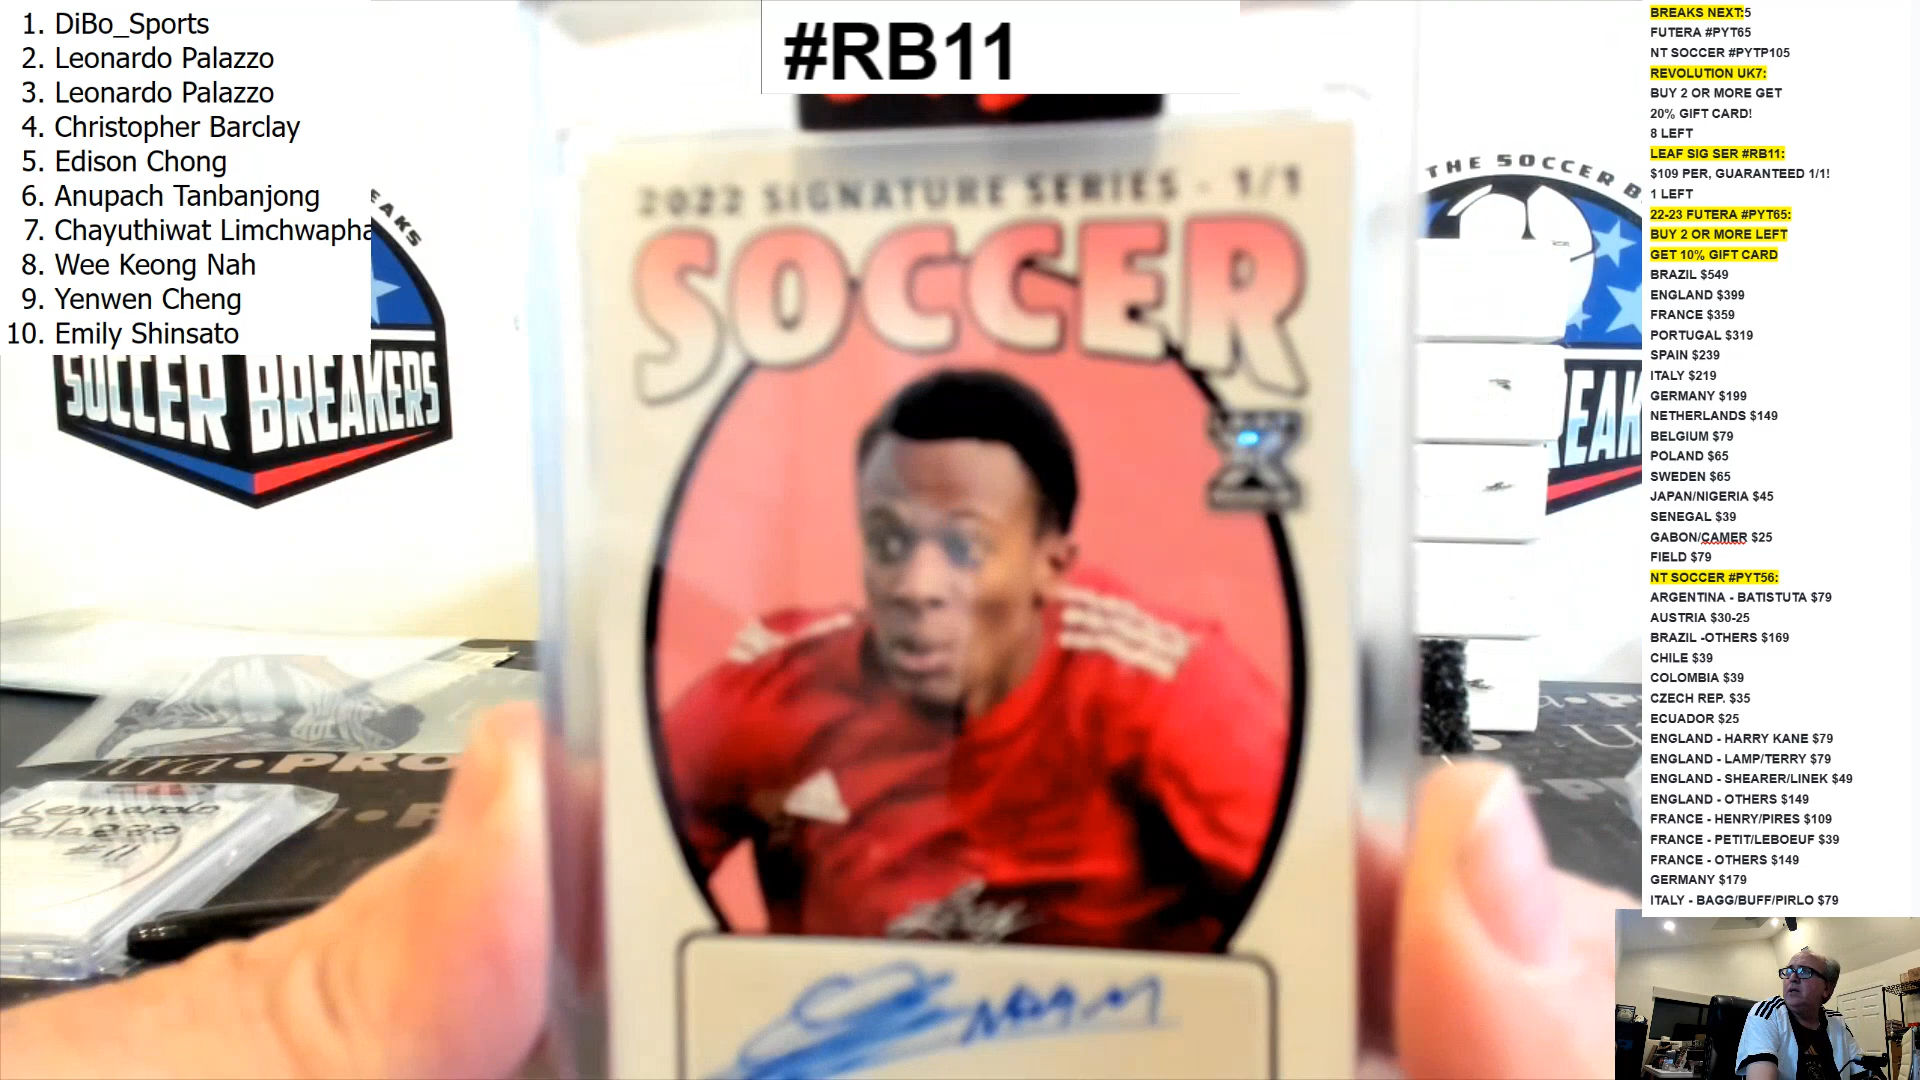 1. DiBo_Sports
2. Leonardo Palazzo
3. Leonardo Palazzo
4. Christopher Barclay
5. Edison Chong
6. Anupach Tanbanjong
7. Chayuthiwat Limchwapha
8. Wee Keong Nah
9. Yenwen Cheng
10. Emily Shinsato
EAKS
SOCCER BREAKERS
#RB11
2022 SIGNATURE SERIES - 1/1
SOCCER
Leaf
THE SOCCER B
EAK
PRO
Leonardo
Palazzo
#11
BREAKS NEXT:5
FUTERA #PYT65
NT SOCCER #PYTP105
REVOLUTION UK7:
BUY 2 OR MORE GET
20% GIFT CARD!
8 LEFT
LEAF SIG SER #RB11:
$109 PER, GUARANTEED 1/1!
1 LEFT
22-23 FUTERA #PYT65:
BUY 2 OR MORE LEFT
GET 10% GIFT CARD
BRAZIL $549
ENGLAND $399
FRANCE $359
PORTUGAL $319
SPAIN $239
ITALY $219
GERMANY $199
NETHERLANDS $149
BELGIUM $79
POLAND $65
SWEDEN $65
JAPAN/NIGERIA $45
SENEGAL $39
GABON/CAMER $25
FIELD $79
NT SOCCER #PYT56:
ARGENTINA - BATISTUTA $79
AUSTRIA $30-25
BRAZIL -OTHERS $169
CHILE $39
COLOMBIA $39
CZECH REP. $35
ECUADOR $25
ENGLAND - HARRY KANE $79
ENGLAND - LAMP/TERRY $79
ENGLAND - SHEARER/LINEK $49
ENGLAND - OTHERS $149
FRANCE - HENRY/PIRES $109
FRANCE - PETIT/LEBOEUF $39
FRANCE - OTHERS $149
GERMANY $179
ITALY - BAGG/BUFF/PIRLO $79